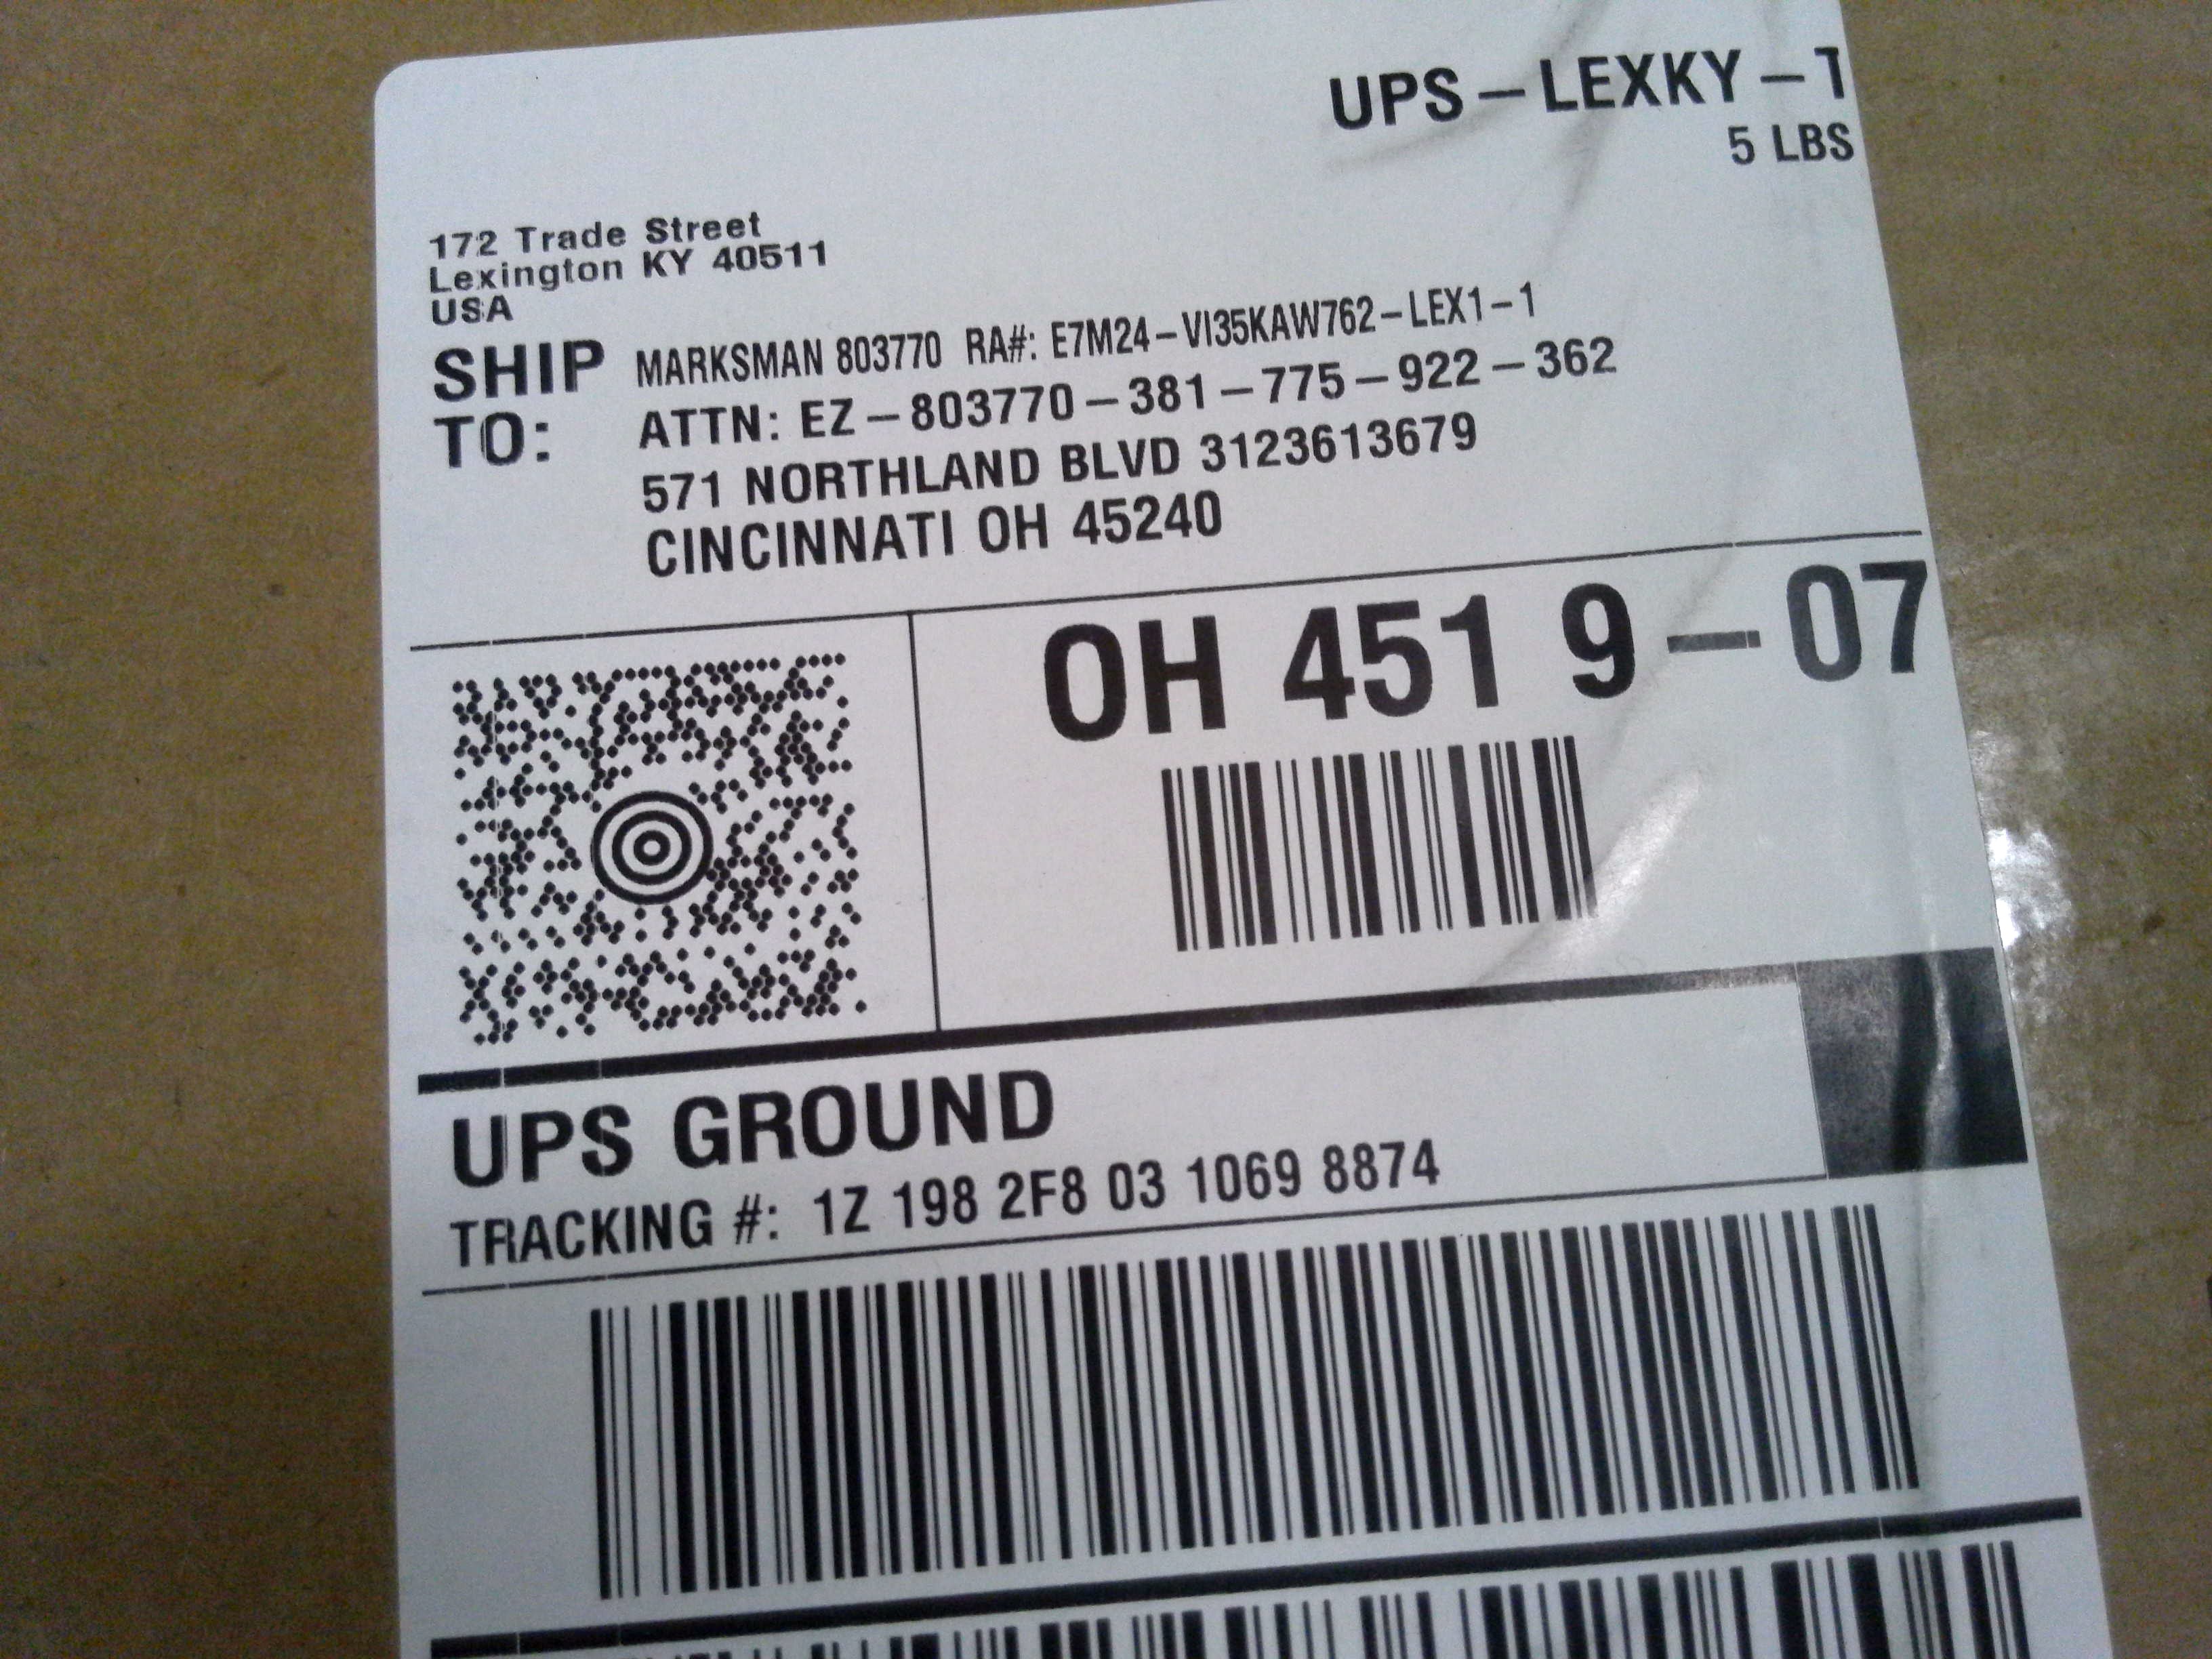 UPS – LEXKY – 1
5 LBS
172 Trade Street
Lexington KY 40511
USA
SHIP TO:
MARKSMAN 803770 RA#: E7M24–VI35KAW762–LEX1–1
ATTN: EZ – 803770 – 381 – 775 – 922 – 362
571 NORTHLAND BLVD 3123613679
CINCINNATI OH 45240
OH 451 9 – 07
UPS GROUND
TRACKING #: 1Z 198 2F8 03 1069 8874